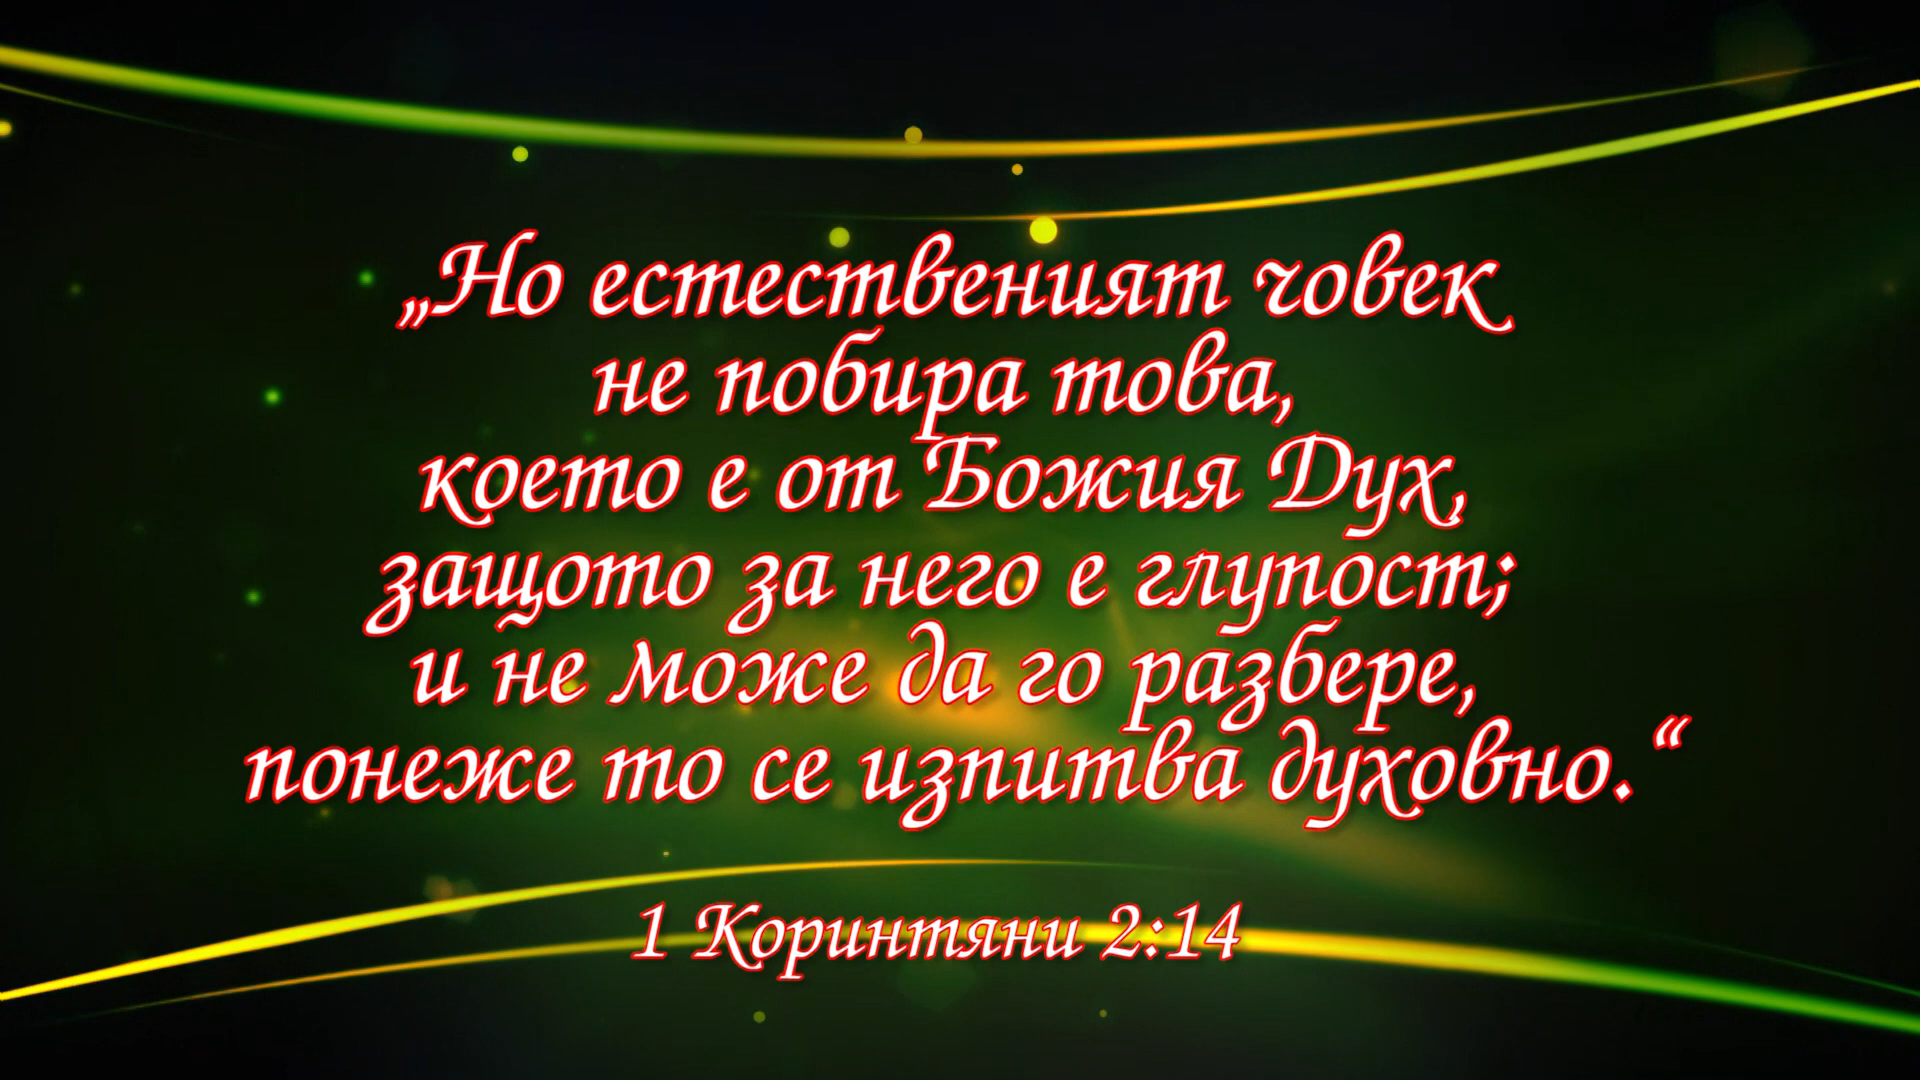 „Но естественият човек
не побира това,
което е от Божия Дух,
защото за него е глупост;
и не може да го разбере,
понеже то се изпитва духовно.“
1 Коринтяни 2:14